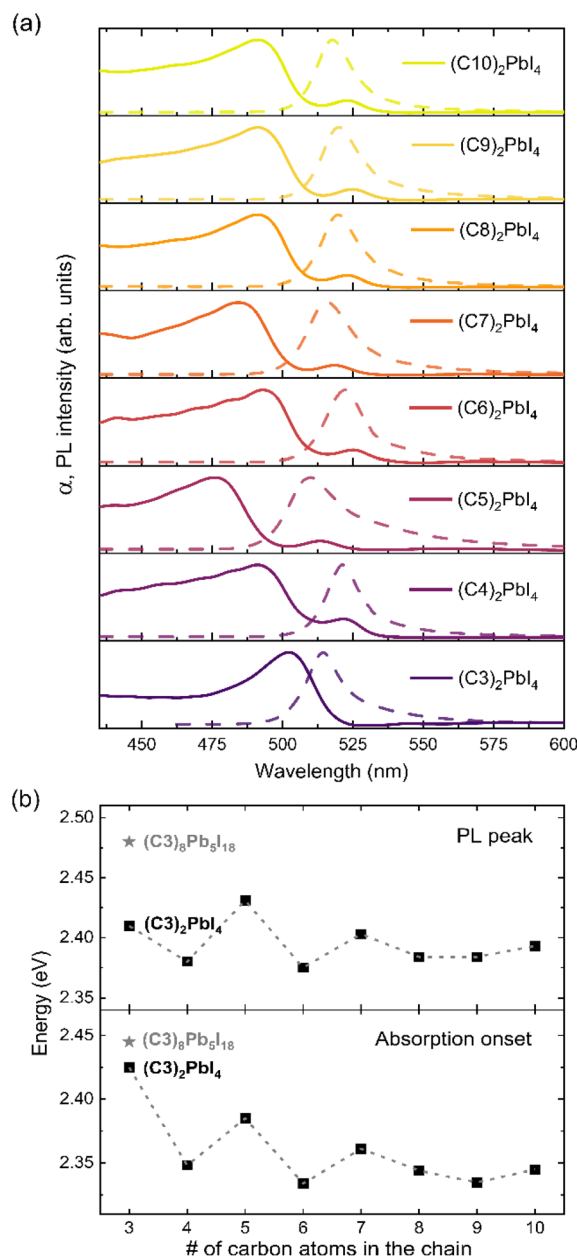 (a)
(C10)₂PbI₄
(C9)₂PbI₄
(C8)₂PbI₄
(C7)₂PbI₄
(C6)₂PbI₄
(C5)₂PbI₄
(C4)₂PbI₄
(C3)₂PbI₄
α, PL intensity (arb. units)
450 475 500 525 550 575 600
Wavelength (nm)
(b)
2.50
2.45
2.40
2.35
(C3)₈Pb₅I₁₈
PL peak
(C3)₂PbI₄
Energy (eV)
2.45
2.40
2.35
(C3)₈Pb₅I₁₈
Absorption onset
(C3)₂PbI₄
3 4 5 6 7 8 9 10
# of carbon atoms in the chain